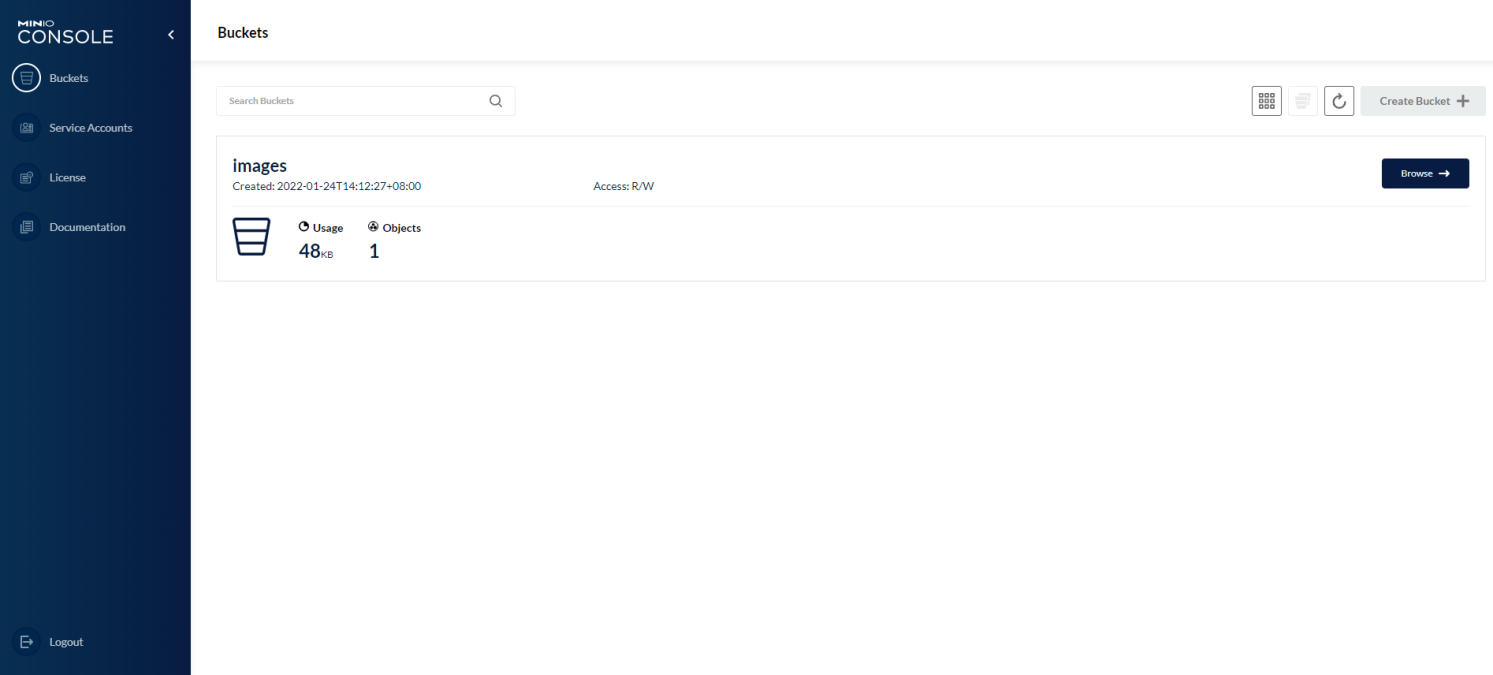 MINIO
CONSOLE
Buckets
Service Accounts
License
Documentation
Logout
Buckets
Search Buckets
Create Bucket
images
Created: 2022-01-24T14:12:27+08:00
Access: R/W
Browse
Usage
Objects
48KB
1